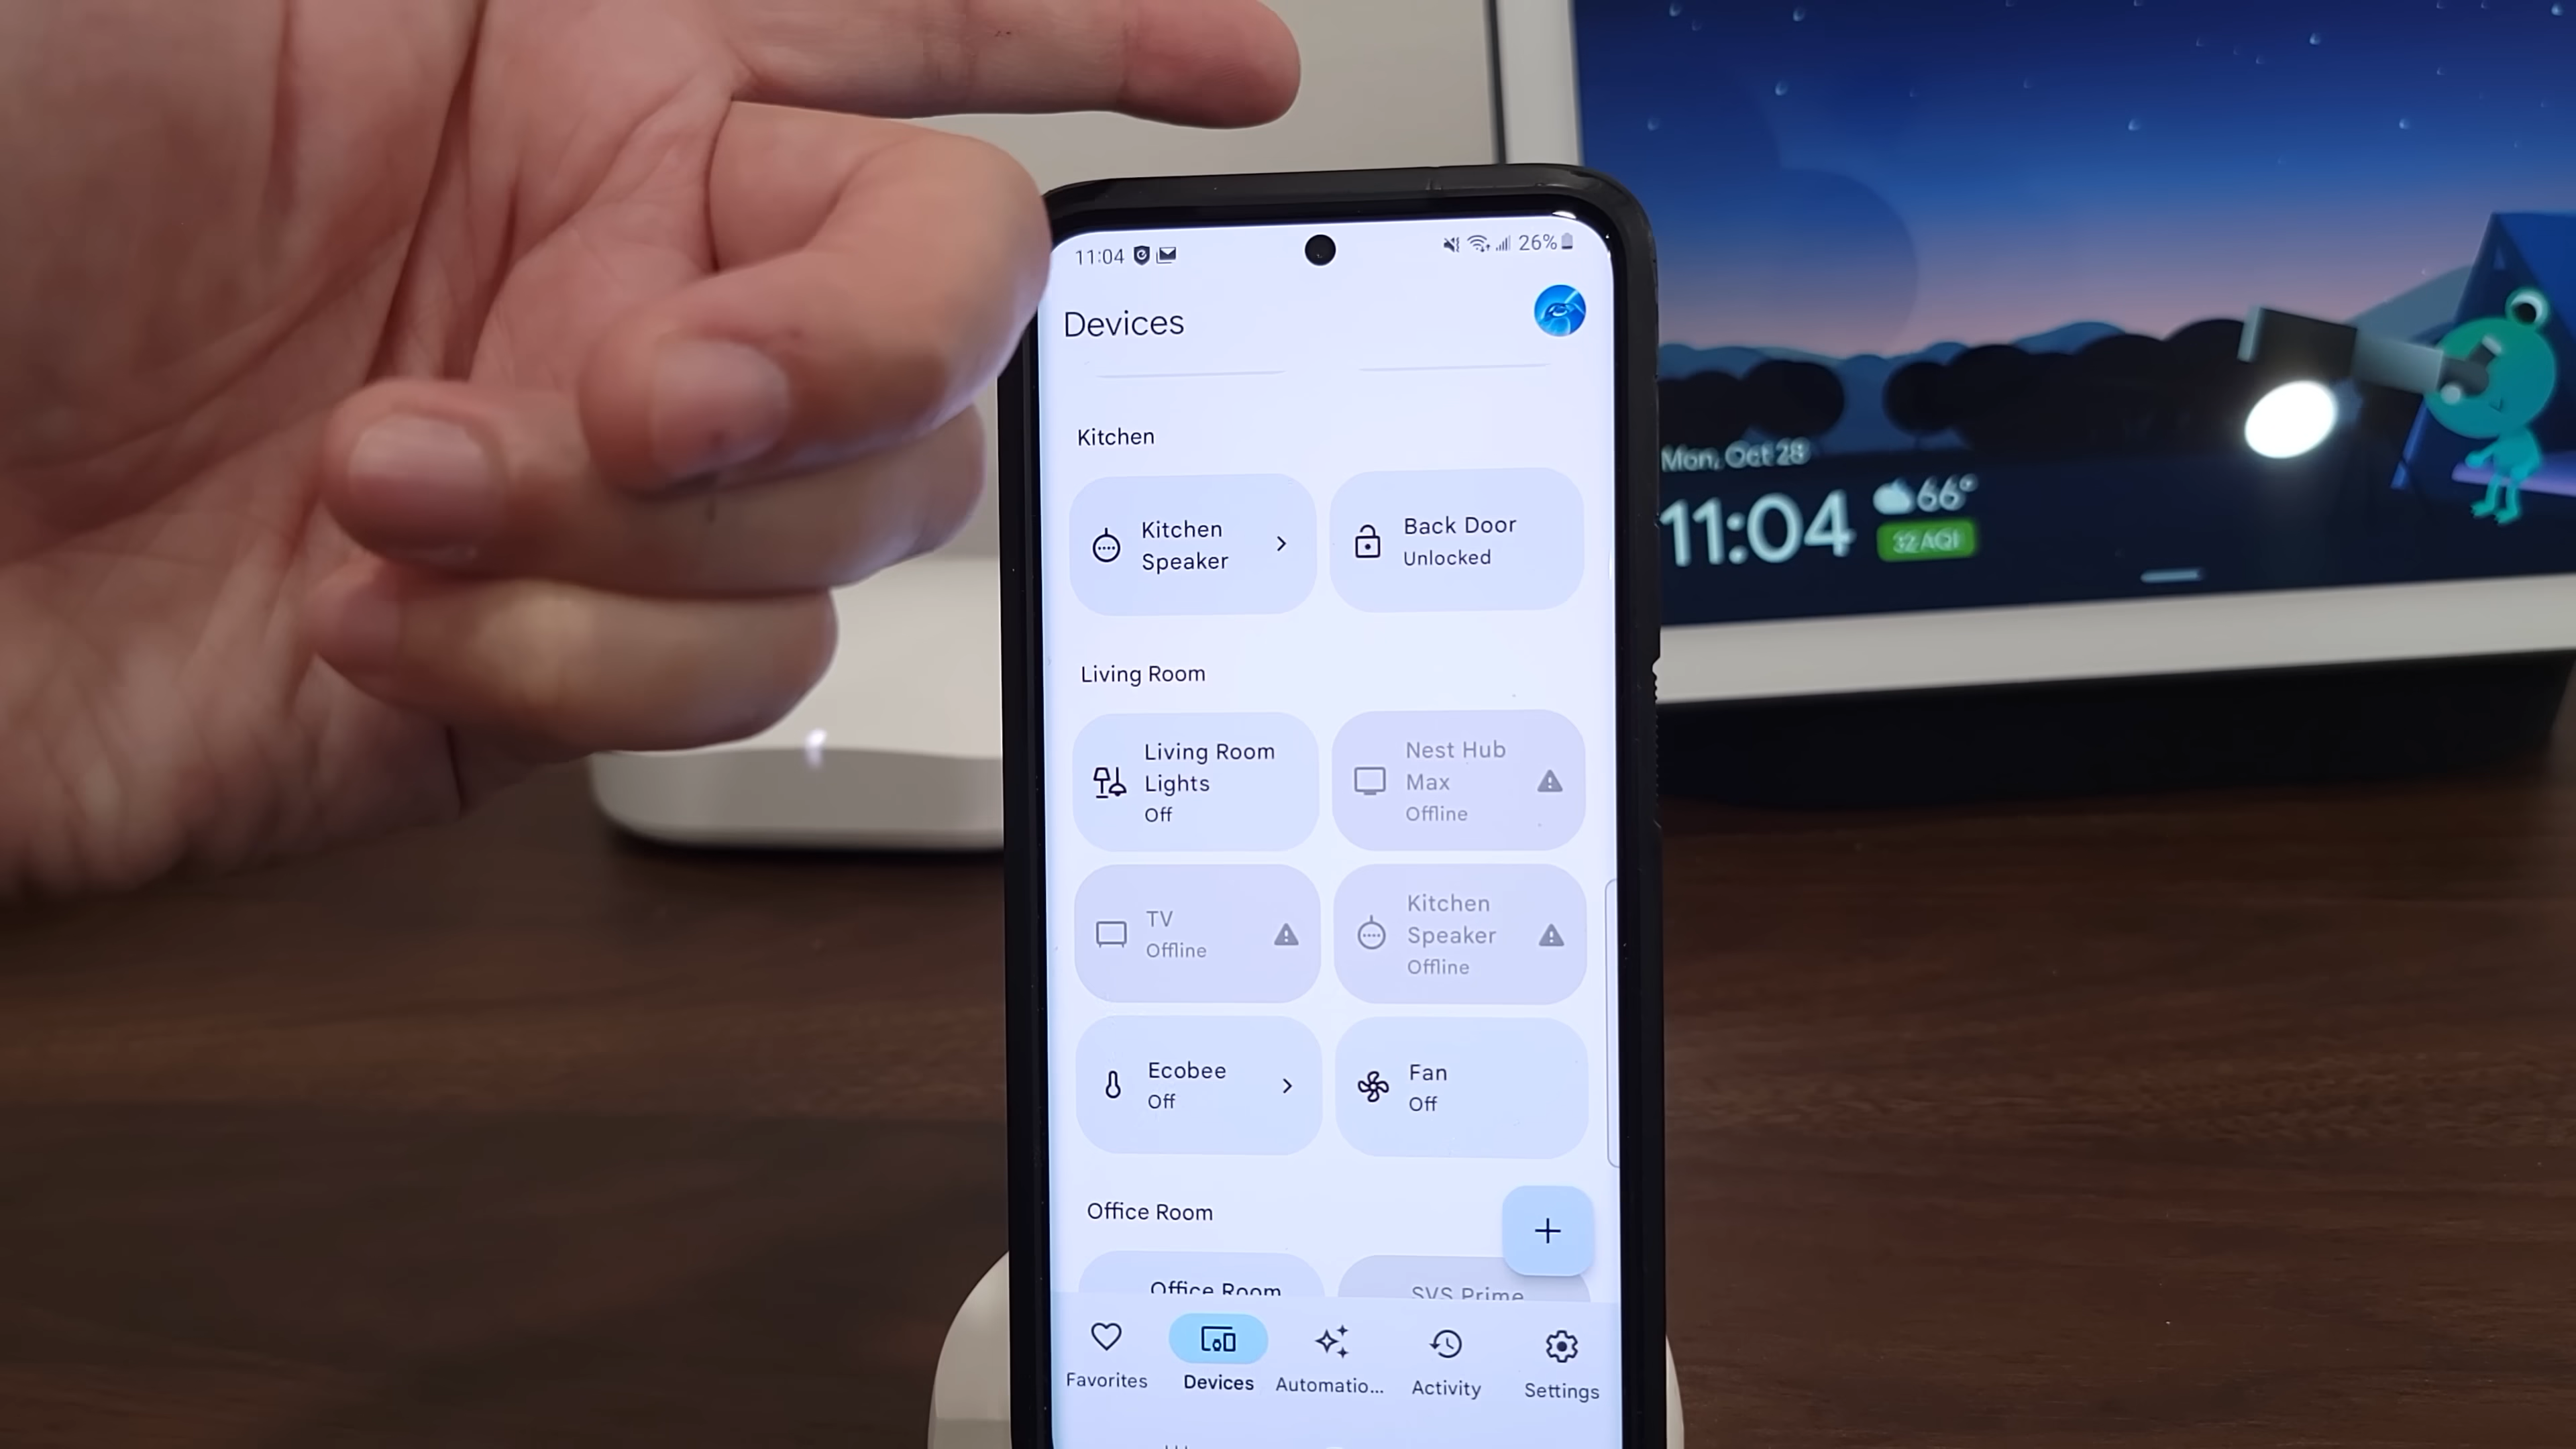 11:04
26%
Devices
Kitchen
Kitchen
Speaker
Back Door
Unlocked
Living Room
Living Room
Lights
Off
Nest Hub
Max
Offline
TV
Offline
Kitchen
Speaker
Offline
Ecobee
Off
Fan
Off
Office Room
Office Room
SVS Prime
Favorites
Devices
Automatio...
Activity
Settings
Mon, Oct 28
11:04
66°
32 AQI